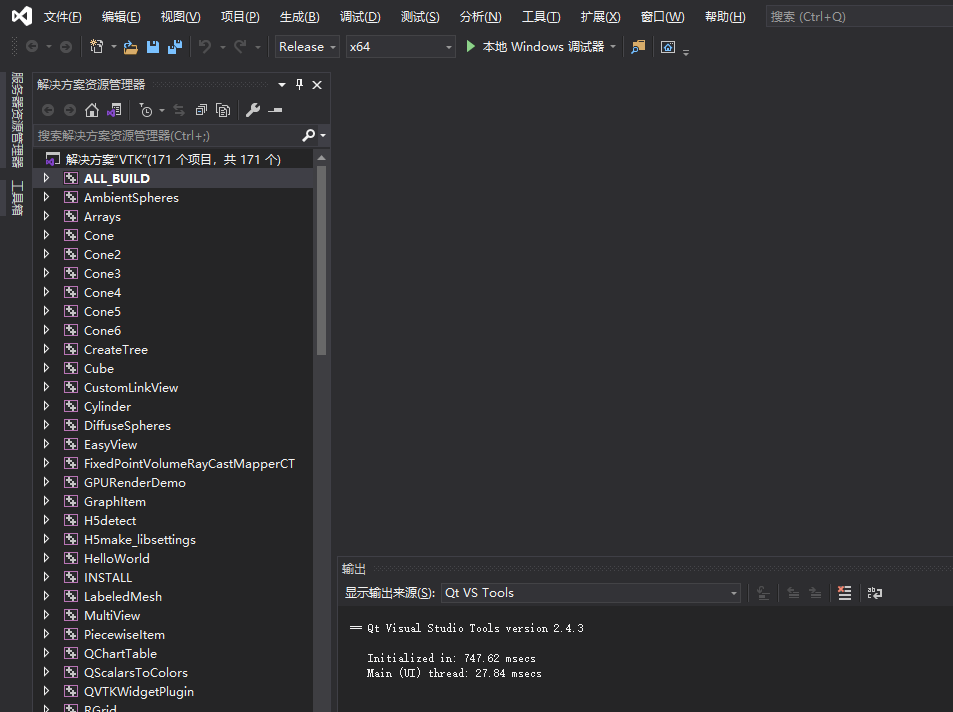 文件(F) 编辑(E) 视图(V) 项目(P) 生成(B) 调试(D) 测试(S) 分析(N) 工具(T) 扩展(X) 窗口(W) 帮助(H) 搜索 (Ctrl+Q)
Release x64 本地 Windows 调试器
服务器资源管理器
工具箱
解决方案资源管理器
搜索解决方案资源管理器(Ctrl+;)
解决方案"VTK"(171 个项目，共 171 个)
ALL_BUILD
AmbientSpheres
Arrays
Cone
Cone2
Cone3
Cone4
Cone5
Cone6
CreateTree
Cube
CustomLinkView
Cylinder
DiffuseSpheres
EasyView
FixedPointVolumeRayCastMapperCT
GPURenderDemo
GraphItem
H5detect
H5make_libsettings
HelloWorld
INSTALL
LabeledMesh
MultiView
PiecewiseItem
QChartTable
QScalarsToColors
QVTKWidgetPlugin
RGrid
输出
显示输出来源(S): Qt VS Tools
== Qt Visual Studio Tools version 2.4.3
Initialized in: 747.62 msecs
Main (UI) thread: 27.84 msecs